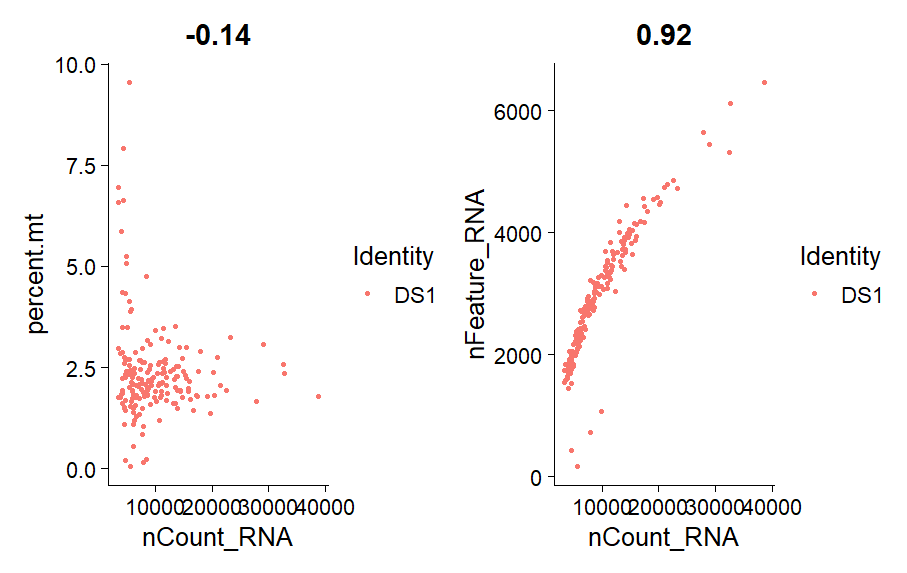 -0.14
percent.mt
10.0
7.5
5.0
2.5
0.0
10000 20000 30000 40000
nCount_RNA
Identity
DS1
0.92
nFeature_RNA
6000
4000
2000
0
10000 20000 30000 40000
nCount_RNA
Identity
DS1